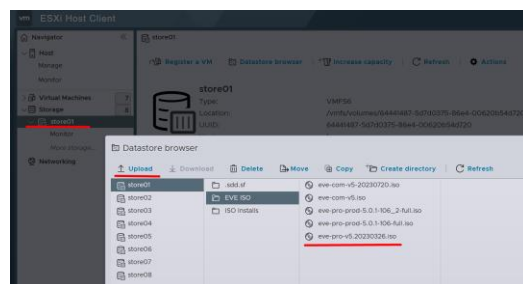 vm ESXi Host Client
Navigator
store01
Host
Manage
Monitor
Register a VM
Datastore browser
Increase capacity
Refresh
Actions
Virtual Machines
Storage
store01
Monitor
More storage...
Networking
store01
Type:
VMFS6
Location:
UUID:
Datastore browser
Upload
Download
Delete
Move
Copy
Create directory
Refresh
store01
store02
store03
store04
store05
store06
store07
store08
.sdd.sf
EVE ISO
ISO Installs
eve-com-v5-20230720.iso
eve-com-v5.iso
eve-pro-prod-5.0.1-106_2-full.iso
eve-pro-prod-5.0.1-106-full.iso
eve-pro-v5.20230326.iso